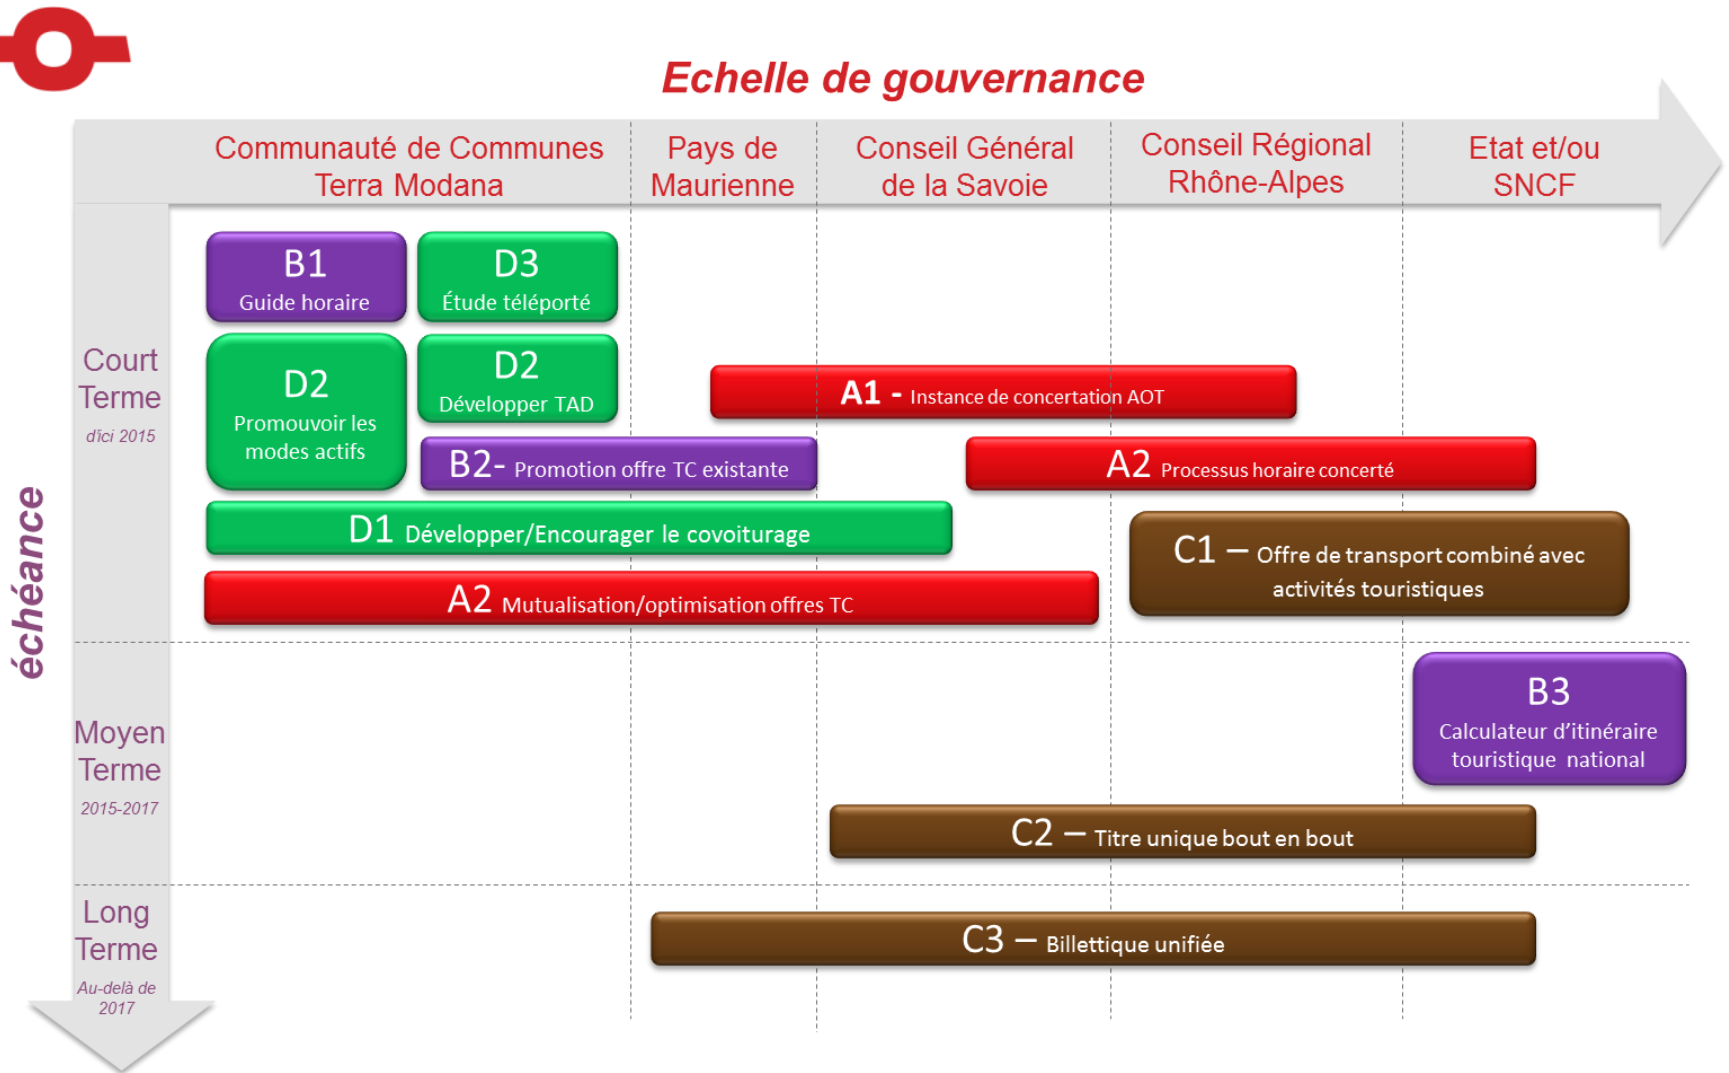 Echelle de gouvernance
Communauté de Communes
Terra Modana
Pays de
Maurienne
Conseil Général
de la Savoie
Conseil Régional
Rhône-Alpes
Etat et/ou
SNCF
échéance
Court
Terme
d'ici 2015
B1
Guide horaire
D3
Étude téléporté
D2
Promouvoir les
modes actifs
D2
Développer TAD
A1 - Instance de concertation AOT
B2- Promotion offre TC existante
A2 Processus horaire concerté
D1 Développer/Encourager le covoiturage
C1 – Offre de transport combiné avec
activités touristiques
A2 Mutualisation/optimisation offres TC
Moyen
Terme
2015-2017
B3
Calculateur d’itinéraire
touristique national
C2 – Titre unique bout en bout
Long
Terme
Au-delà de
2017
C3 – Billettique unifiée